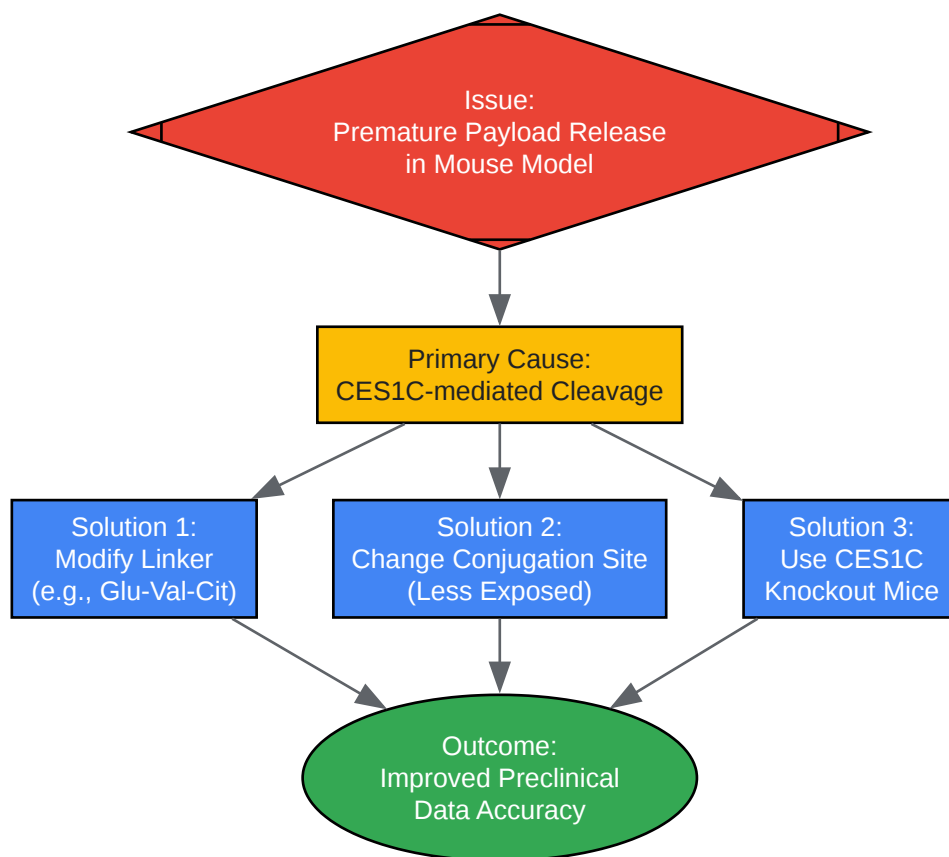 Issue:
Premature Payload Release
in Mouse Model
Primary Cause:
CES1C-mediated Cleavage
Solution 1:
Modify Linker
(e.g., Glu-Val-Cit)
Solution 2:
Change Conjugation Site
(Less Exposed)
Solution 3:
Use CES1C
Knockout Mice
Outcome:
Improved Preclinical
Data Accuracy